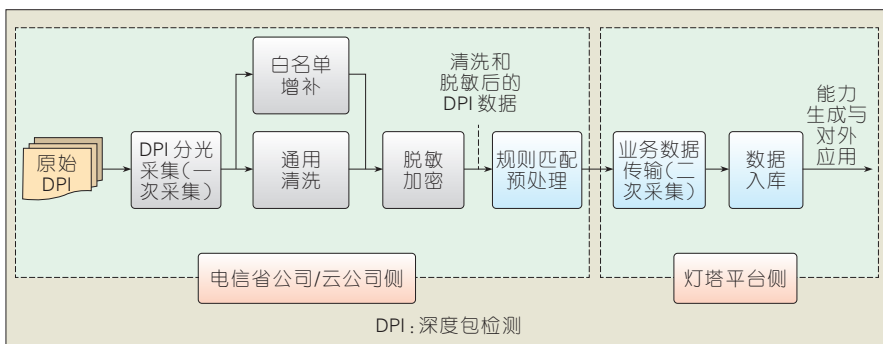 白名单
增补
清洗和
脱敏后的
DPI 数据
能力
生成与
对外
应用
原始
DPI
DPI 分光
采集(一
次采集)
通用
清洗
脱敏
加密
规则匹配
预处理
业务数据
传输(二
次采集)
数据
入库
电信省公司/云公司侧
灯塔平台侧
DPI:深度包检测